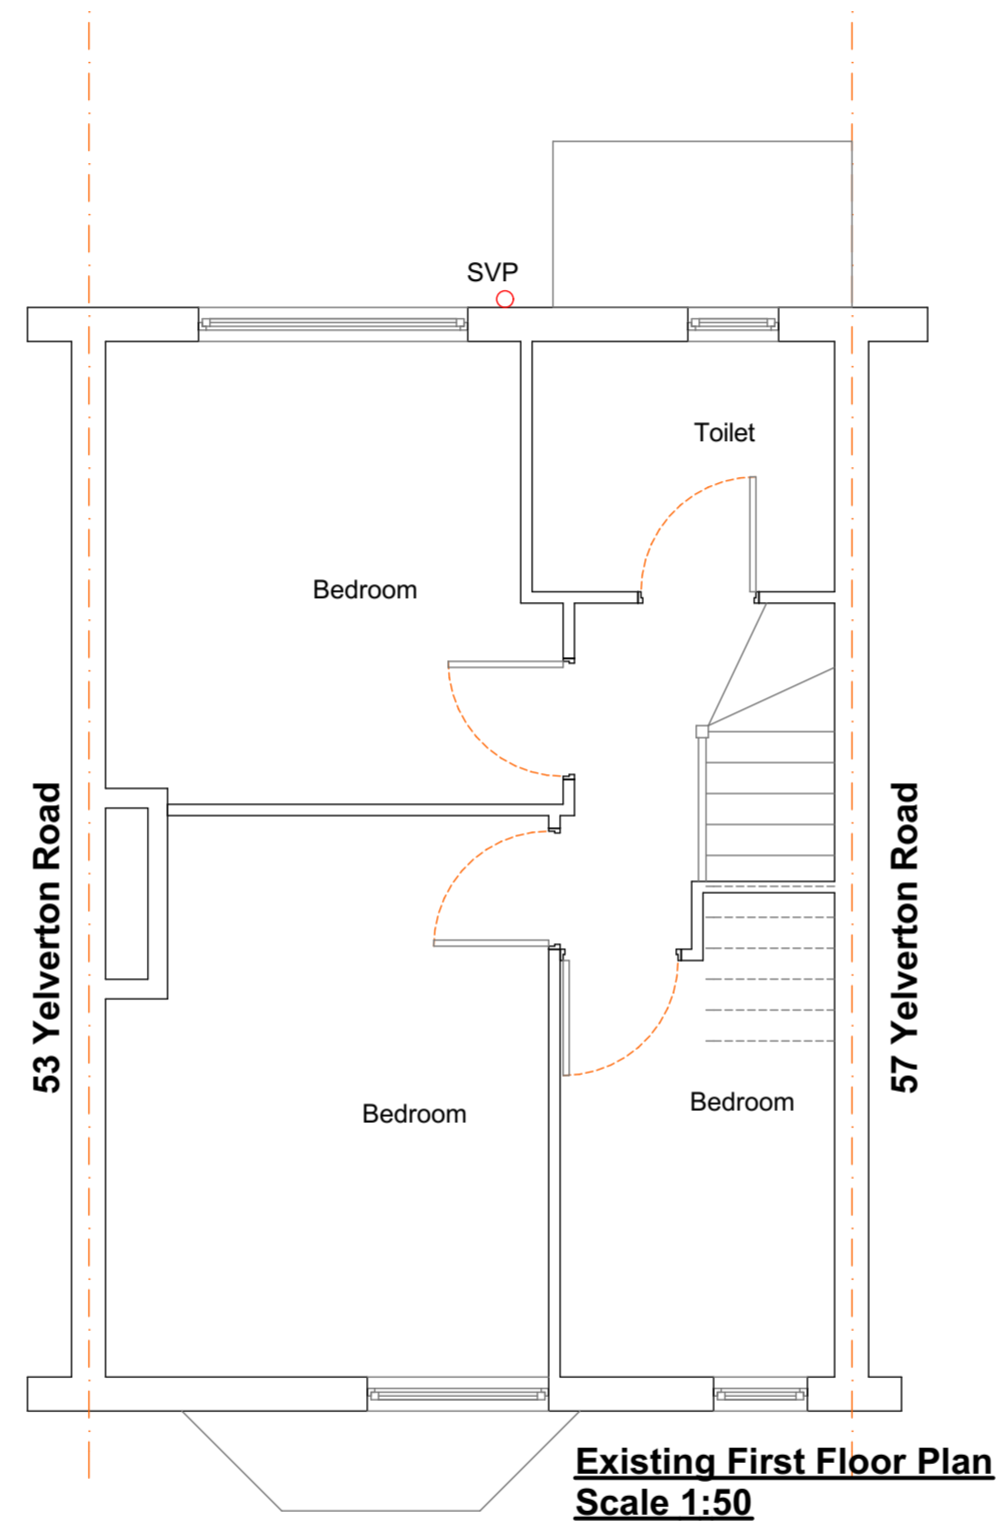 SVP
Toilet
Bedroom
53 Yelverton Road
57 Yelverton Road
Bedroom
Bedroom
Existing First Floor Plan
Scale 1:50